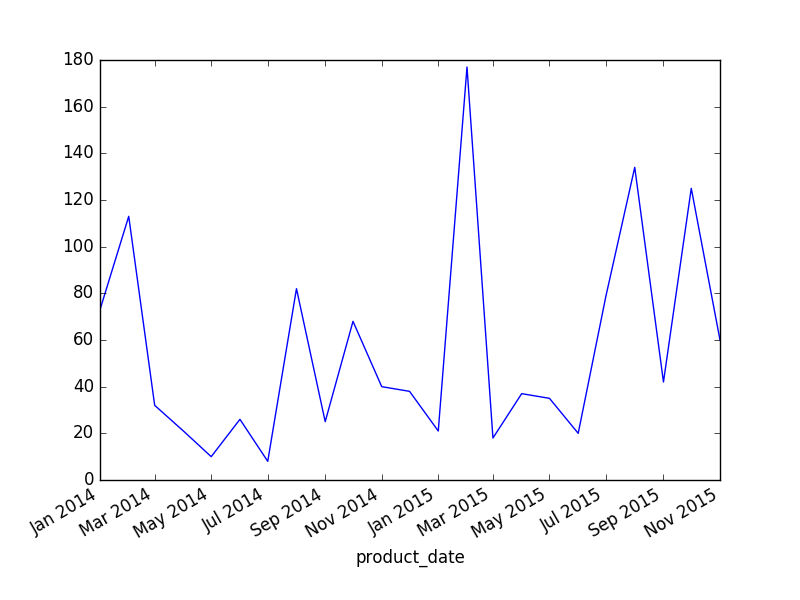 180
160
140
120
100
80
60
40
20
0
Jan 2014
Mar 2014
May 2014
Jul 2014
Sep 2014
Nov 2014
Jan 2015
Mar 2015
May 2015
Jul 2015
Sep 2015
Nov 2015
product_date